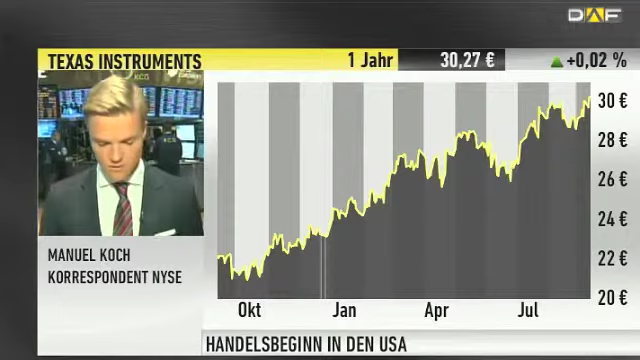 DAF
TEXAS INSTRUMENTS
1 Jahr
30,27 €
+0,02 %
30 €
28 €
26 €
24 €
22 €
20 €
Okt
Jan
Apr
Jul
MANUEL KOCH
KORRESPONDENT NYSE
HANDELSBEGINN IN DEN USA